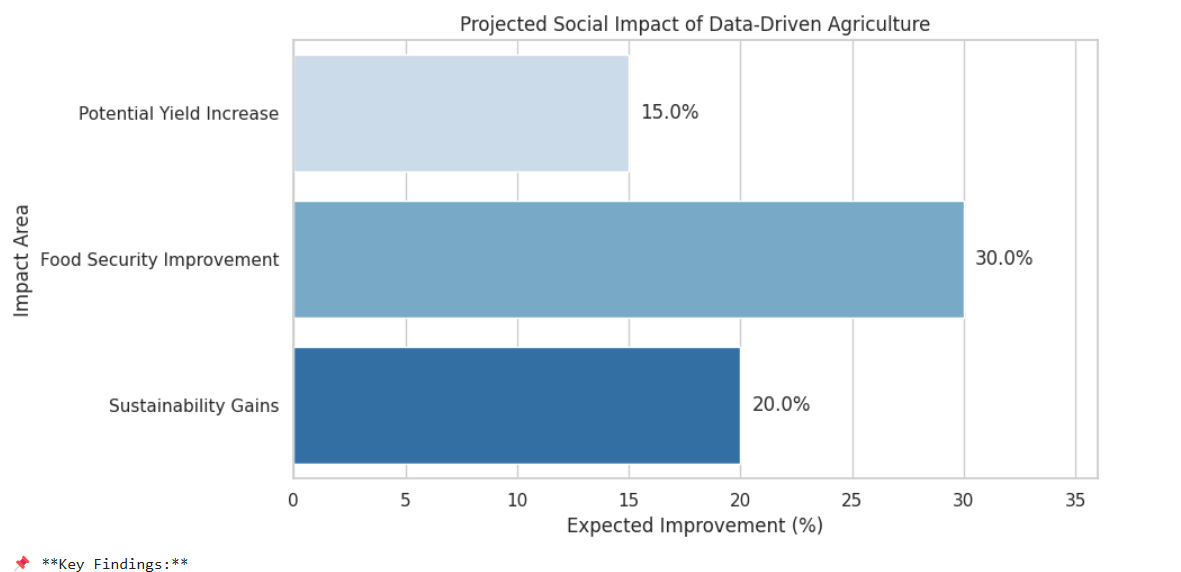 Projected Social Impact of Data-Driven Agriculture
Potential Yield Increase
15.0%
Food Security Improvement
30.0%
Sustainability Gains
20.0%
Impact Area
0 5 10 15 20 25 30 35
Expected Improvement (%)
📌 **Key Findings:**